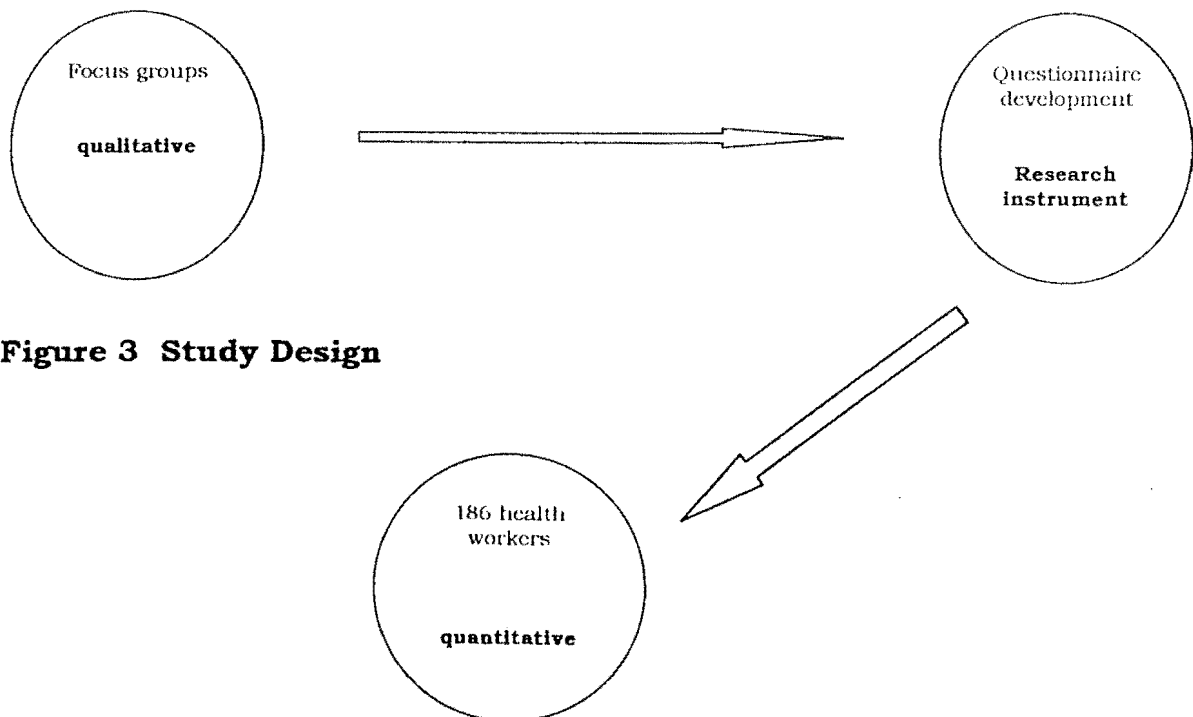 Focus groups
qualitative
Questionnaire
development
Research
instrument
Figure 3 Study Design
186 health
workers
quantitative